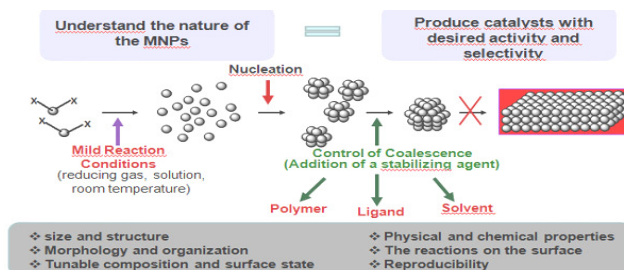 Understand the nature of
the MNPs
Produce catalysts with
desired activity and
selectivity
Nucleation
X X
X X
Mild Reaction
Conditions
(reducing gas, solution,
room temperature)
Control of Coalescence
(Addition of a stabilizing agent)
Polymer
Ligand
Solvent
❖ size and structure
❖ Morphology and organization
❖ Tunable composition and surface state
❖ Physical and chemical properties
❖ The reactions on the surface
❖ Reproducibility